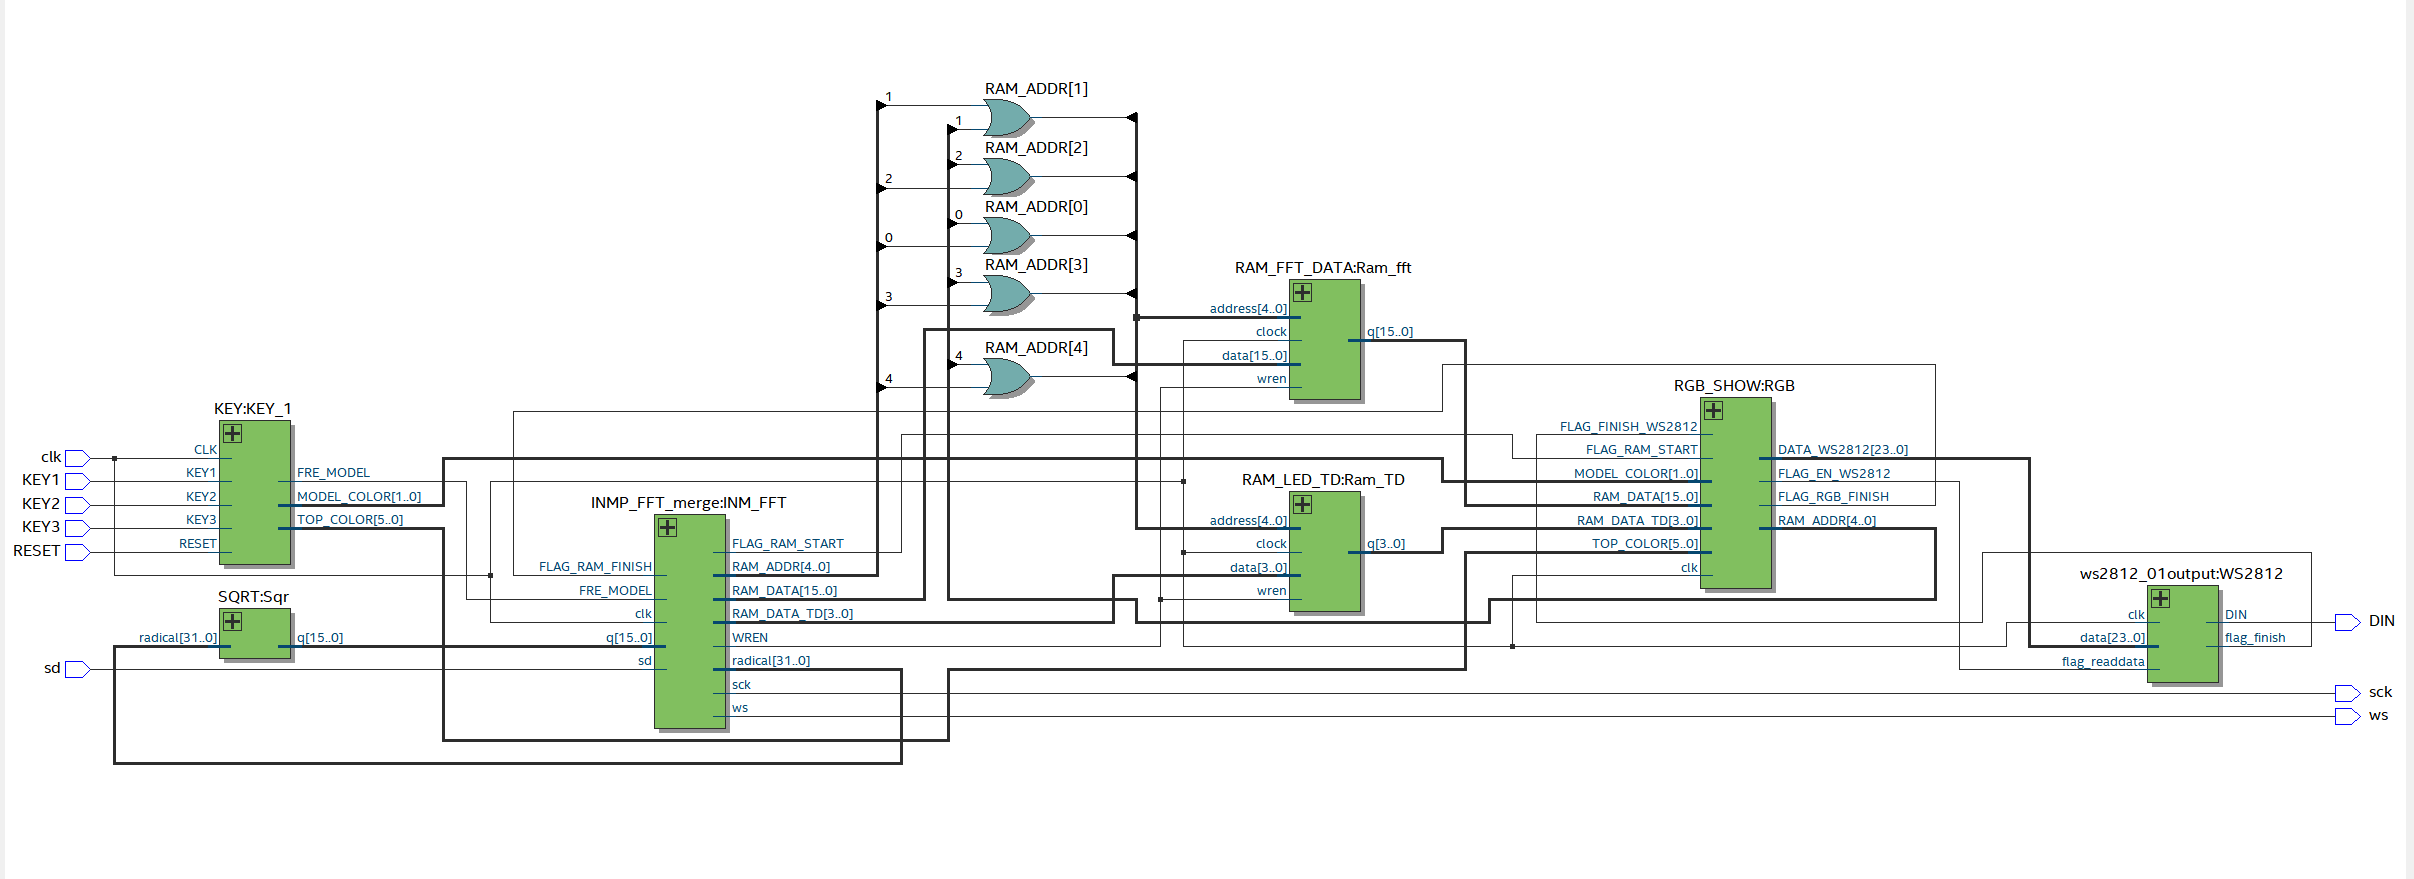 RAM_ADDR[1]
1
1
RAM_ADDR[2]
2
2
RAM_ADDR[0]
0
0
RAM_ADDR[3]
3
3
RAM_ADDR[4]
4
4
KEY:KEY_1
CLK
KEY1
KEY2
KEY3
RESET
FRE_MODEL
MODEL_COLOR[1..0]
TOP_COLOR[5..0]
clk
KEY1
KEY2
KEY3
RESET
SQRT:Sqr
radical[31..0]
q[15..0]
sd
INMP_FFT_merge:INM_FFT
FLAG_RAM_FINISH
FRE_MODEL
clk
q[15..0]
sd
FLAG_RAM_START
RAM_ADDR[4..0]
RAM_DATA[15..0]
RAM_DATA_TD[3..0]
WREN
radical[31..0]
sck
ws
RAM_FFT_DATA:Ram_fft
address[4..0]
clock
data[15..0]
wren
q[15..0]
RAM_LED_TD:Ram_TD
address[4..0]
clock
data[3..0]
wren
q[3..0]
RGB_SHOW:RGB
FLAG_FINISH_WS2812
FLAG_RAM_START
MODEL_COLOR[1..0]
RAM_DATA[15..0]
RAM_DATA_TD[3..0]
TOP_COLOR[5..0]
clk
DATA_WS2812[23..0]
FLAG_EN_WS2812
FLAG_RGB_FINISH
RAM_ADDR[4..0]
ws2812_01output:WS2812
clk
data[23..0]
flag_readdata
DIN
flag_finish
DIN
sck
ws